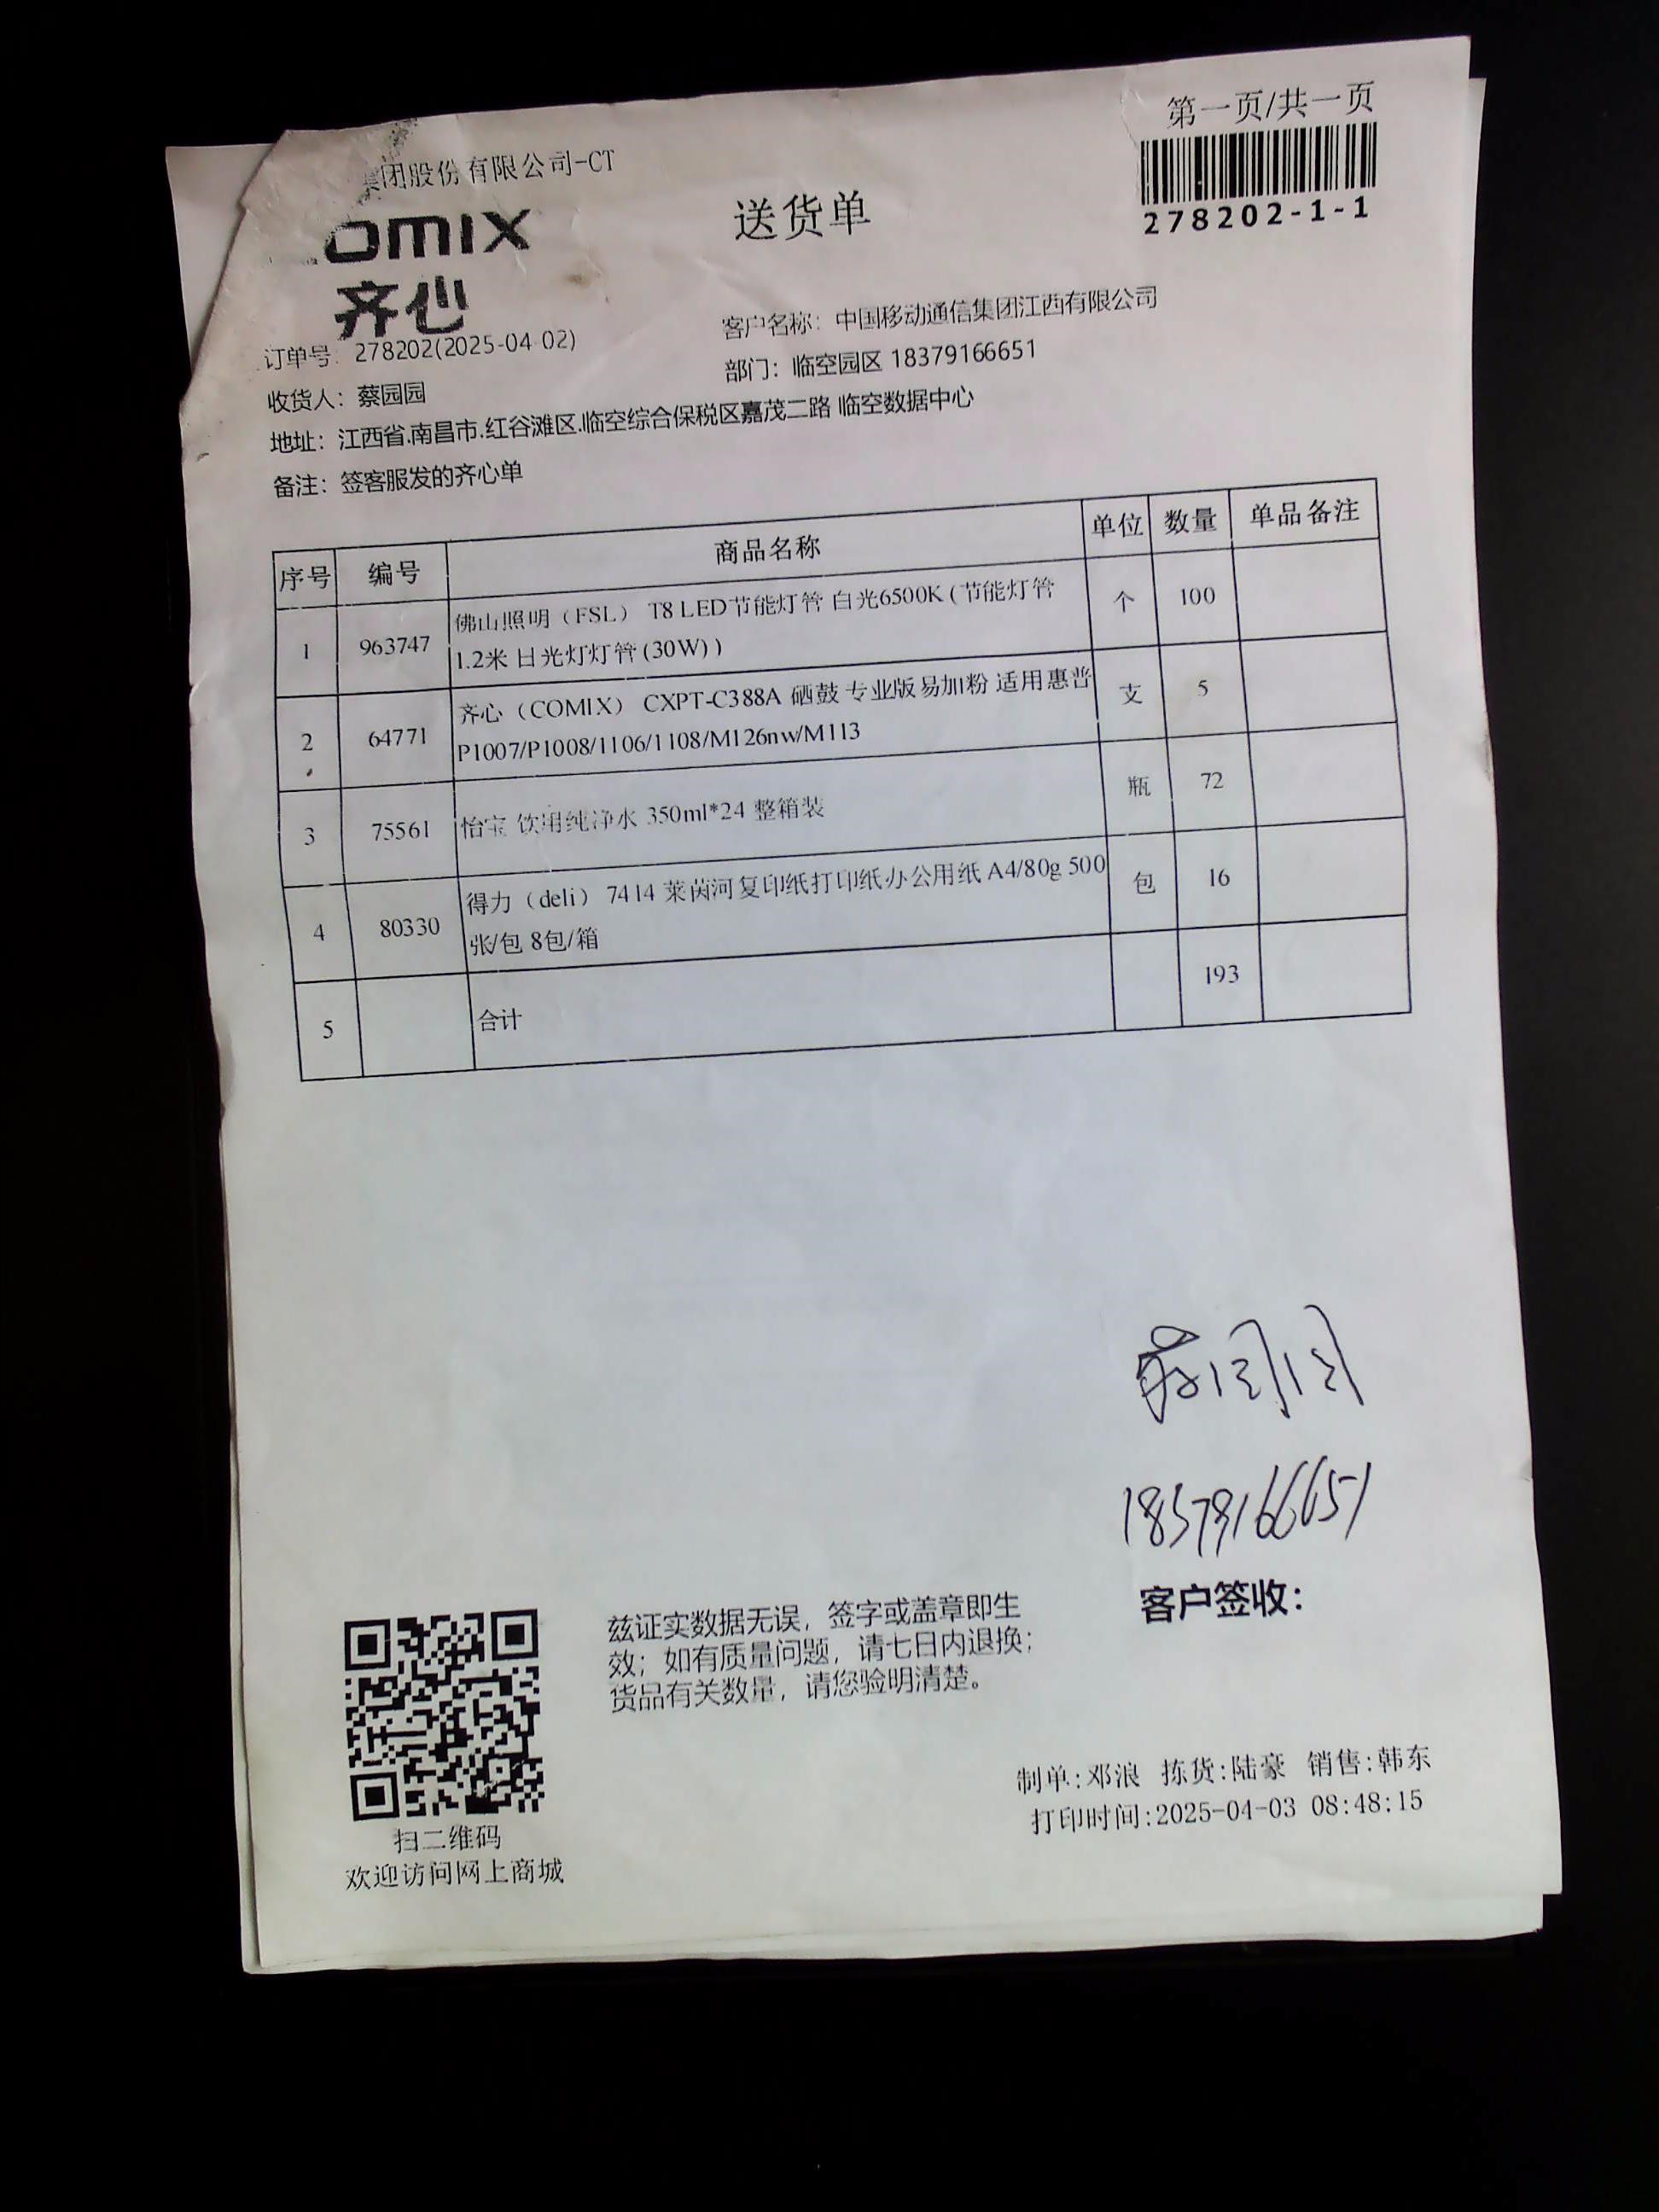 第一页/共一页
集团股份有限公司-CT
omix
齐心
送货单
278202-1-1
订单号: 278202(2025-04-02)
客户名称: 中国移动通信集团江西有限公司
收货人: 蔡园园
部门: 临空园区 18379166651
地址: 江西省.南昌市.红谷滩区.临空综合保税区嘉茂二路 临空数据中心
备注: 签客服发的齐心单
序号 编号 商品名称 单位 数量 单品备注
1 963747 佛山照明（FSL） T8 LED节能灯管 白光6500K (节能灯管 个 100
1.2米 日光灯灯管 (30W) )
2 64771 齐心（COMIX） CXPT-C388A 硒鼓 专业版易加粉 适用惠普 支 5
P1007/P1008/1106/1108/M126nw/M113
3 75561 怡宝 饮用纯净水 350ml*24 整箱装 瓶 72
4 80330 得力（deli） 7414 莱茵河复印纸打印纸办公用纸 A4/80g 500 包 16
张/包 8包/箱
5 合计 193
蔡园园
18379166651
客户签收:
兹证实数据无误，签字或盖章即生
效；如有质量问题，请七日内退换；
货品有关数量，请您验明清楚。
制单:邓浪 拣货:陆豪 销售:韩东
打印时间:2025-04-03 08:48:15
扫二维码
欢迎访问网上商城